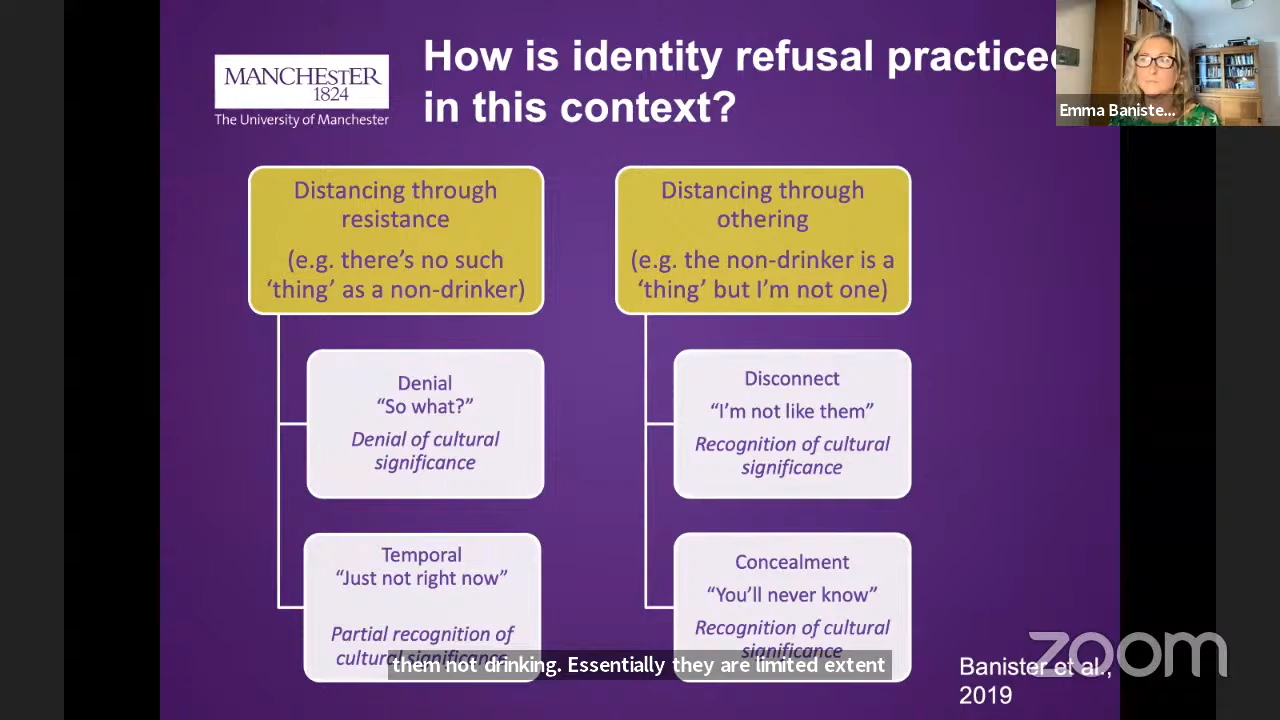 MANCHESTER
1824
The University of Manchester
How is identity refusal practiced
in this context?
Emma Baniste...
Distancing through
resistance
(e.g. there's no such
'thing' as a non-drinker)
Distancing through
othering
(e.g. the non-drinker is a
'thing' but I'm not one)
Denial
"So what?"
Denial of cultural
significance
Disconnect
"I'm not like them"
Recognition of cultural
significance
Temporal
"Just not right now"
Partial recognition of
cultural significance
Concealment
"You'll never know"
Recognition of cultural
significance
them not drinking. Essentially they are limited extent
Banister et al.,
2019
zoom